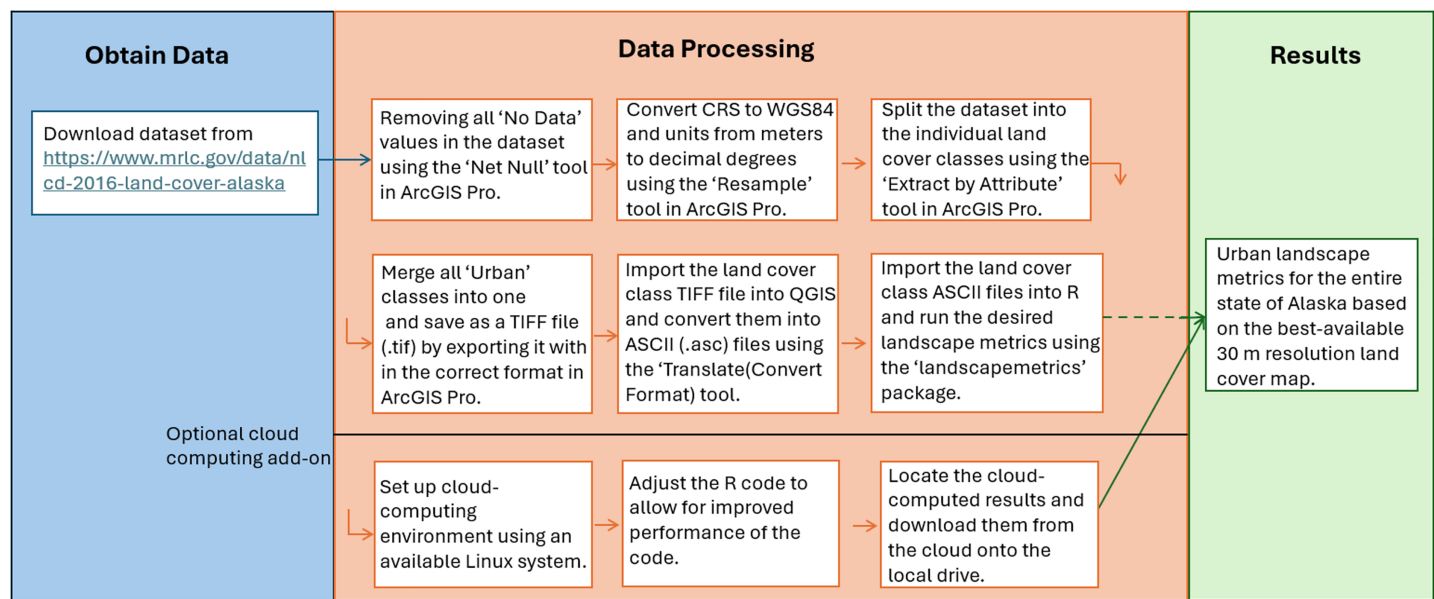 Obtain Data
Data Processing
Results
Download dataset from
https://www.mrlc.gov/data/nl
cd-2016-land-cover-alaska
Removing all ‘No Data’
values in the dataset
using the ‘Net Null’ tool
in ArcGIS Pro.
Convert CRS to WGS84
and units from meters
to decimal degrees
using the ‘Resample’
tool in ArcGIS Pro.
Split the dataset into
the individual land
cover classes using the
‘Extract by Attribute’
tool in ArcGIS Pro.
Merge all ‘Urban’
classes into one
and save as a TIFF file
(.tif) by exporting it with
in the correct format in
ArcGIS Pro.
Import the land cover
class TIFF file into QGIS
and convert them into
ASCII (.asc) files using
the ‘Translate(Convert
Format) tool.
Import the land cover
class ASCII files into R
and run the desired
landscape metrics using
the ‘landscapemetrics’
package.
Urban landscape
metrics for the entire
state of Alaska based
on the best-available
30 m resolution land
cover map.
Optional cloud
computing add-on
Set up cloud-
computing
environment using an
available Linux system.
Adjust the R code to
allow for improved
performance of the
code.
Locate the cloud-
computed results and
download them from
the cloud onto the
local drive.